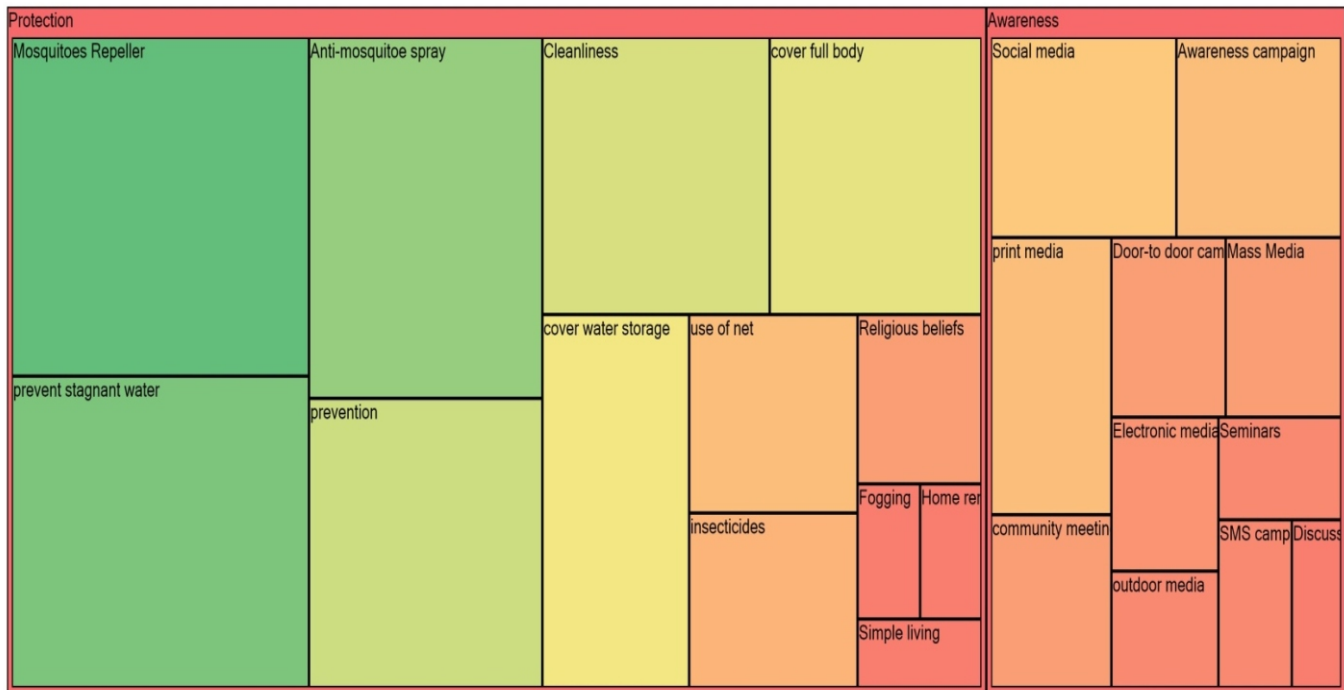 Protection
Mosquitoes Repeller
Anti-mosquitoe spray
Cleanliness
cover full body
prevent stagnant water
prevention
cover water storage
use of net
Religious beliefs
insecticides
Fogging
Home rer
Simple living
Awareness
Social media
Awareness campaign
print media
Door-to door cam
Mass Media
Electronic media
Seminars
community meetin
outdoor media
SMS camp
Discuss